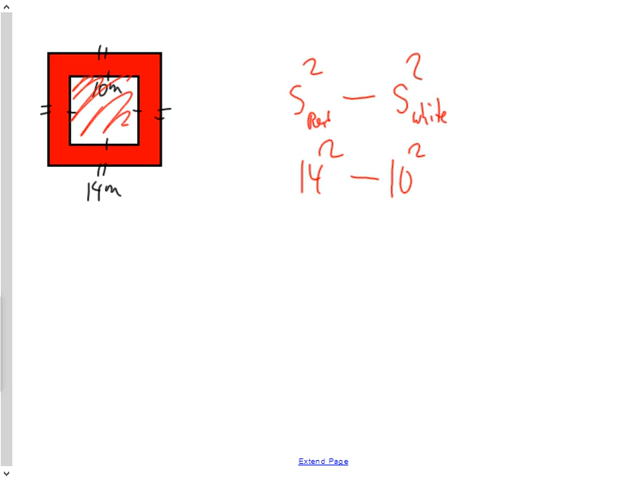 10m
14m
S²Red — S²white
14² — 10²
Extend Page